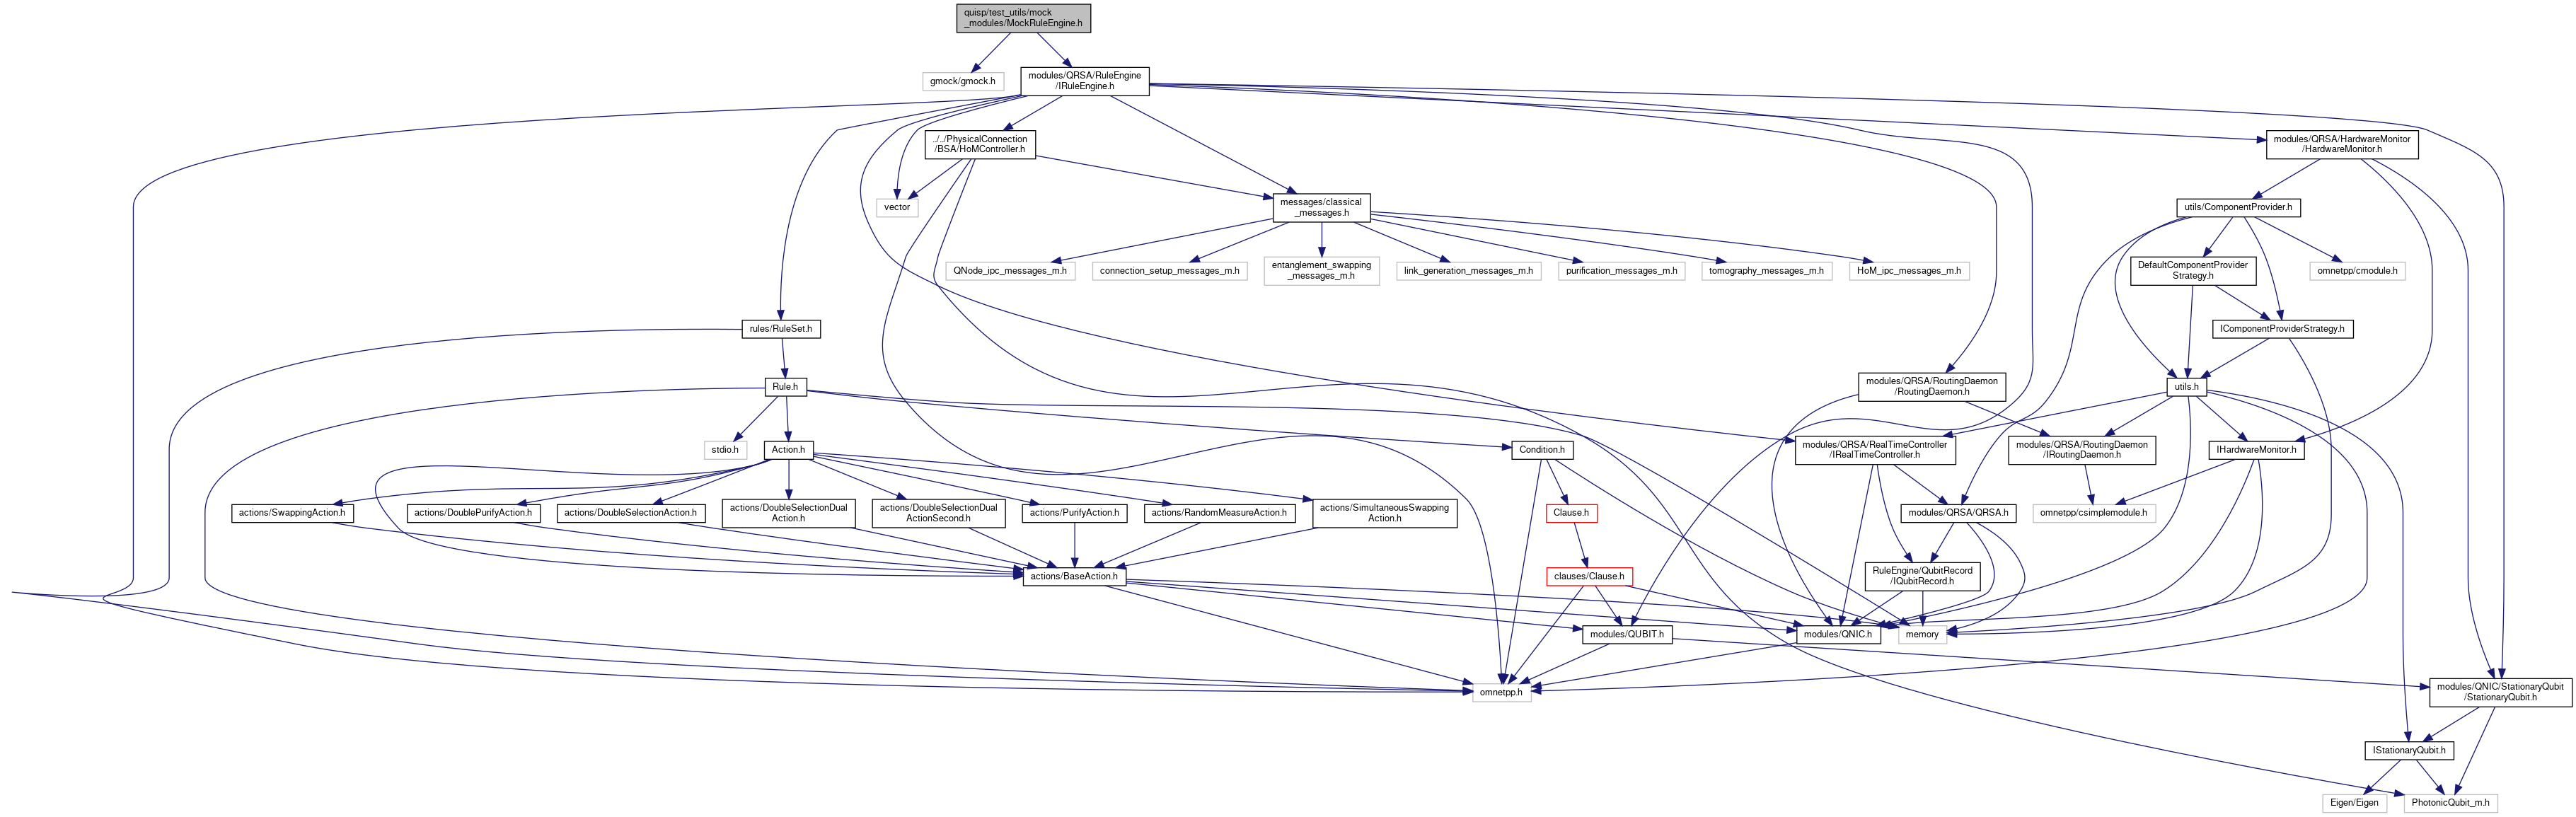 quisp/test_utils/mock
_modules/MockRuleEngine.h
gmock/gmock.h
modules/QRSA/RuleEngine
/IRuleEngine.h
../../PhysicalConnection
/BSA/HoMController.h
modules/QRSA/HardwareMonitor
/HardwareMonitor.h
vector
messages/classical
_messages.h
utils/ComponentProvider.h
QNode_ipc_messages_m.h
connection_setup_messages_m.h
entanglement_swapping
_messages_m.h
link_generation_messages_m.h
purification_messages_m.h
tomography_messages_m.h
HoM_ipc_messages_m.h
DefaultComponentProvider
Strategy.h
omnetpp/cmodule.h
rules/RuleSet.h
IComponentProviderStrategy.h
Rule.h
modules/QRSA/RoutingDaemon
/RoutingDaemon.h
utils.h
stdio.h
Action.h
Condition.h
modules/QRSA/RealTimeController
/IRealTimeController.h
modules/QRSA/RoutingDaemon
/IRoutingDaemon.h
IHardwareMonitor.h
actions/SwappingAction.h
actions/DoublePurifyAction.h
actions/DoubleSelectionAction.h
actions/DoubleSelectionDual
Action.h
actions/DoubleSelectionDual
ActionSecond.h
actions/PurifyAction.h
actions/RandomMeasureAction.h
actions/SimultaneousSwapping
Action.h
Clause.h
modules/QRSA/QRSA.h
omnetpp/csimplemodule.h
actions/BaseAction.h
clauses/Clause.h
RuleEngine/QubitRecord
/IQubitRecord.h
modules/QUBIT.h
modules/QNIC.h
memory
omnetpp.h
modules/QNIC/StationaryQubit
/StationaryQubit.h
IStationaryQubit.h
Eigen/Eigen
PhotonicQubit_m.h